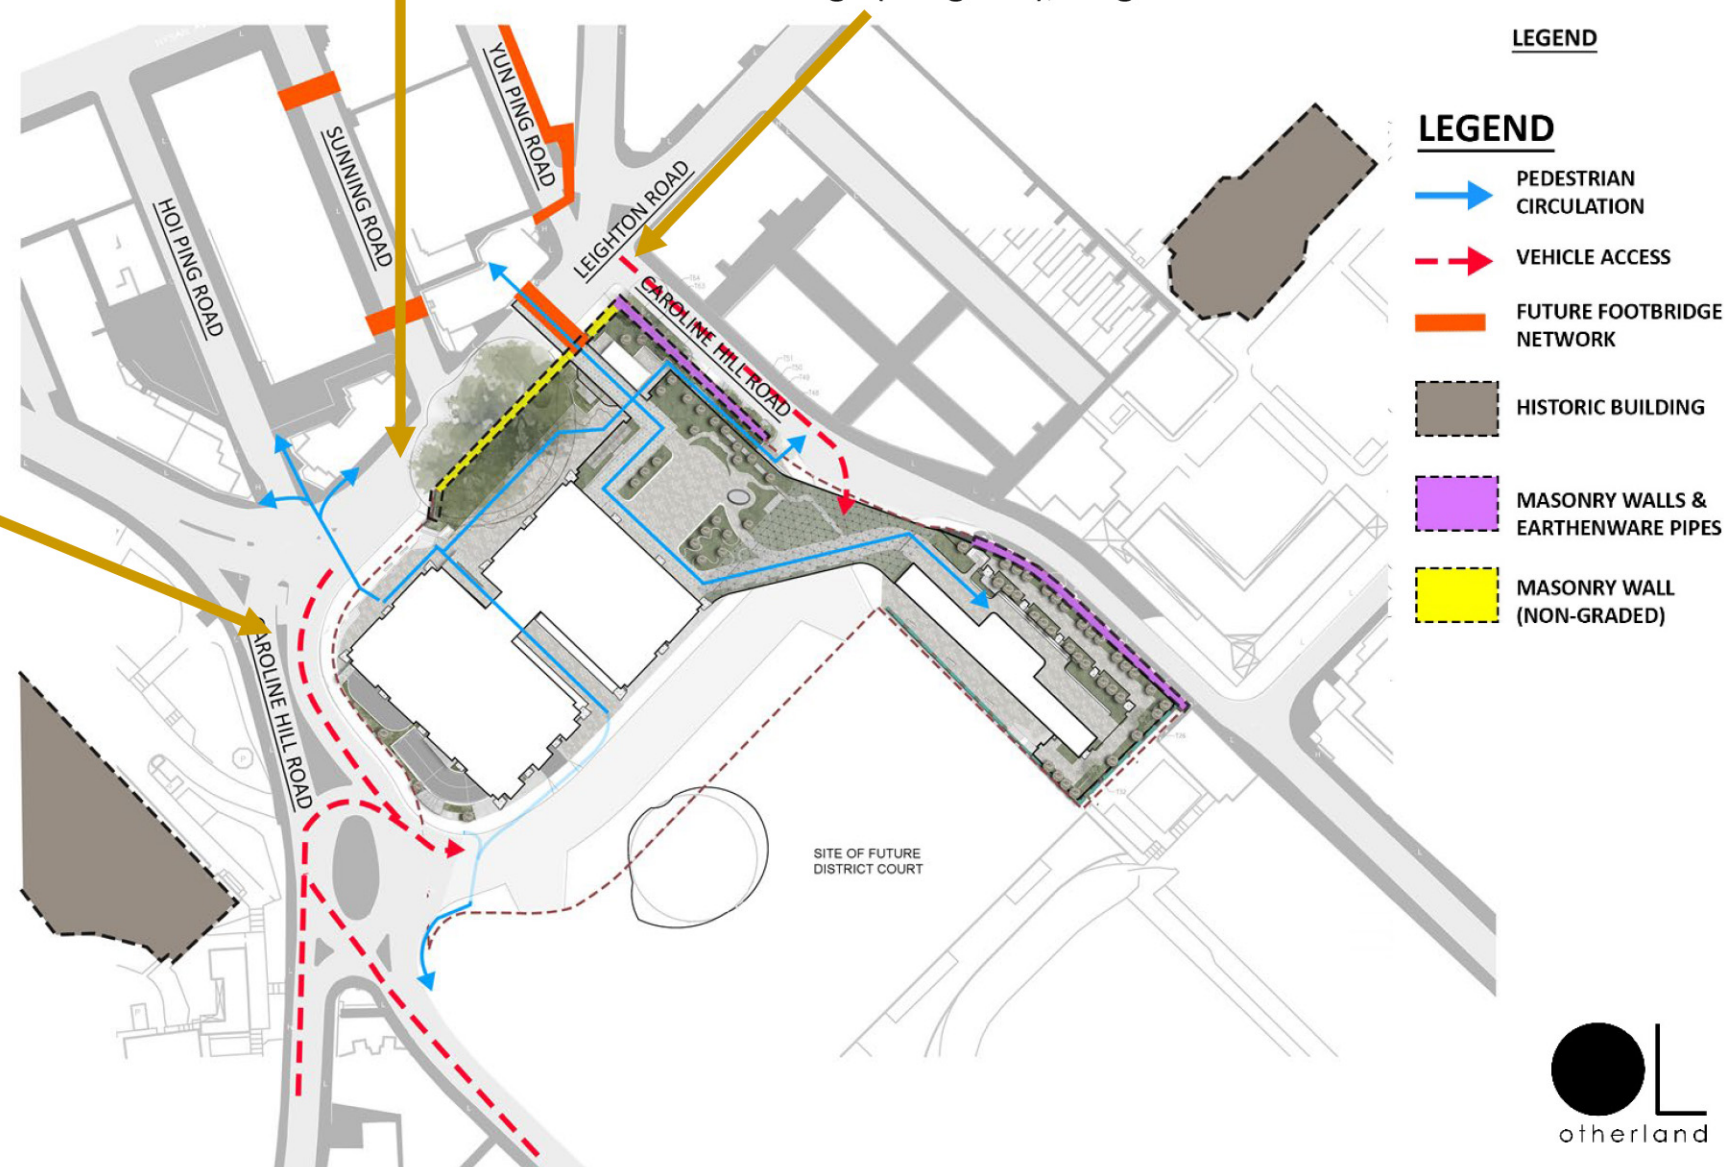 LEGEND
LEGEND
PEDESTRIAN
CIRCULATION
VEHICLE ACCESS
FUTURE FOOTBRIDGE
NETWORK
HISTORIC BUILDING
MASONRY WALLS &
EARTHENWARE PIPES
MASONRY WALL
(NON-GRADED)
YUN PING ROAD
SUNNING ROAD
HOI PING ROAD
LEIGHTON ROAD
CAROLINE HILL ROAD
AROLINE HILL ROAD
SITE OF FUTURE
DISTRICT COURT
P
OL
otherland